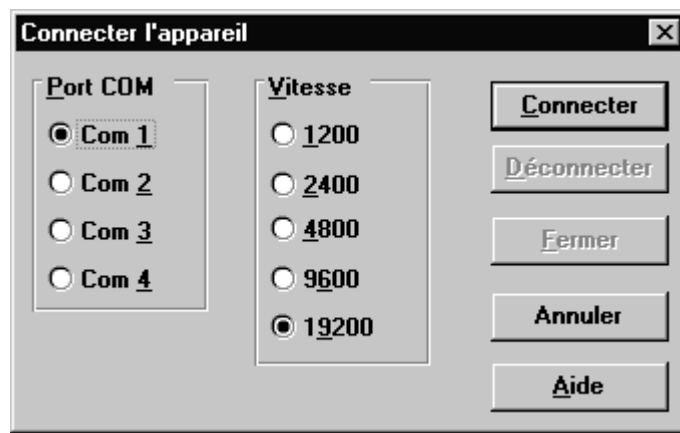 Connecter l'appareil
Port COM
Com 1
Com 2
Com 3
Com 4
Vitesse
1200
2400
4800
9600
19200
Connecter
Déconnecter
Fermer
Annuler
Aide